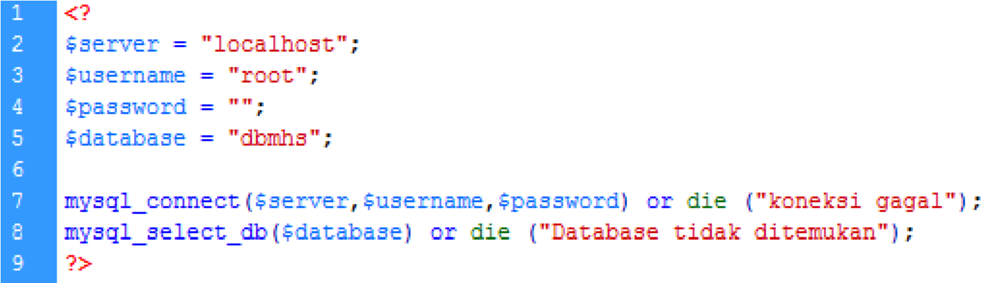 1 <?
2 $server = "localhost";
3 $username = "root";
4 $password = "";
5 $database = "dbmhs";
6
7 mysql_connect($server,$username,$password) or die ("koneksi gagal");
8 mysql_select_db($database) or die ("Database tidak ditemukan");
9 ?>